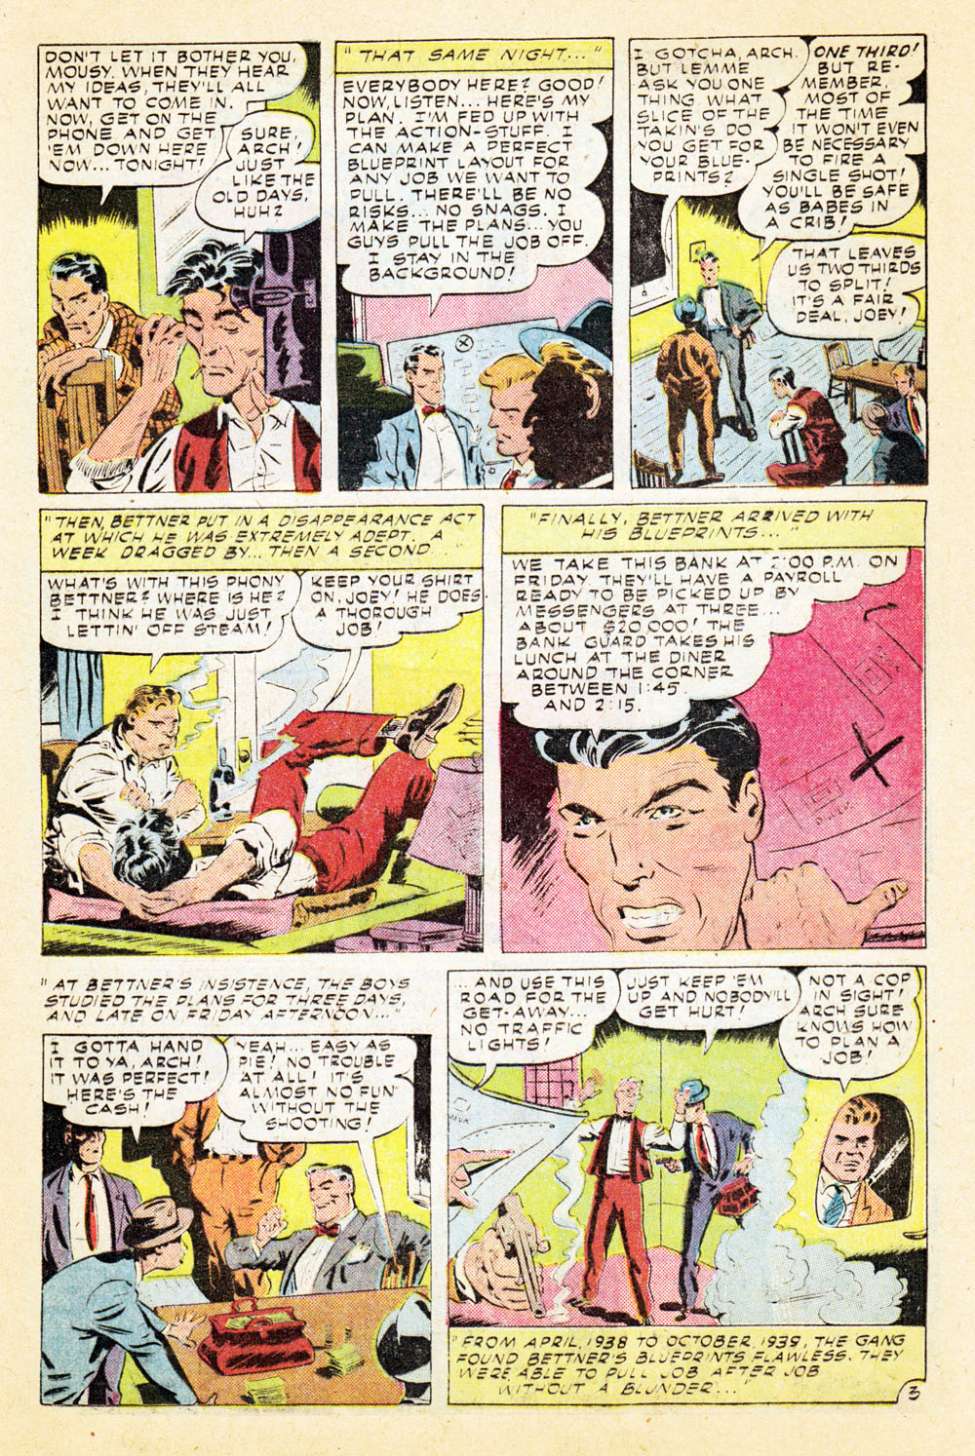 DON'T LET IT BOTHER YOU,
MOUSY. WHEN THEY HEAR
MY IDEAS, THEY'LL ALL
WANT TO COME IN.
NOW, GET ON THE
PHONE AND GET
'EM DOWN HERE
NOW... TONIGHT!
SURE,
ARCH!
JUST
LIKE THE
OLD DAYS,
HUH?
"THAT SAME NIGHT..."
EVERYBODY HERE? GOOD!
NOW, LISTEN... HERE'S MY
PLAN. I'M FED UP WITH
THE ACTION-STUFF. I
CAN MAKE A PERFECT
BLUEPRINT LAYOUT FOR
ANY JOB WE WANT TO
PULL. THERE'LL BE NO
RISKS... NO SNAGS. I
MAKE THE PLANS... YOU
GUYS PULL THE JOB OFF.
I STAY IN THE
BACKGROUND!
I GOTCHA, ARCH.
BUT LEMME
ASK YOU ONE
THING WHAT
SLICE OF THE
TAKIN'S DO
YOU GET FOR
YOUR BLUE-
PRINTS?
ONE THIRD!
BUT RE-
MEMBER,
MOST OF
THE TIME
IT WON'T EVEN
BE NECESSARY
TO FIRE A
SINGLE SHOT!
YOU'LL BE SAFE
AS BABES IN
A CRIB!
THAT LEAVES
US TWO THIRDS
TO SPLIT!
IT'S A FAIR
DEAL, JOEY!
"THEN, BETTNER PUT IN A DISAPPEARANCE ACT
AT WHICH HE WAS EXTREMELY ADEPT. A
WEEK DRAGGED BY... THEN A SECOND..."
WHAT'S WITH THIS PHONY
BETTNER? WHERE IS HE?
I THINK HE WAS JUST
LETTIN' OFF STEAM!
KEEP YOUR SHIRT
ON, JOEY! HE DOES
A THOROUGH
JOB!
"FINALLY, BETTNER ARRIVED WITH
HIS BLUEPRINTS..."
WE TAKE THIS BANK AT 2:00 P.M. ON
FRIDAY. THEY'LL HAVE A PAYROLL
READY TO BE PICKED UP BY
MESSENGERS AT THREE...
ABOUT $20,000! THE
BANK GUARD TAKES HIS
LUNCH AT THE DINER
AROUND THE CORNER
BETWEEN 1:45
AND 2:15.
"AT BETTNER'S INSISTENCE, THE BOYS
STUDIED THE PLANS FOR THREE DAYS,
AND LATE ON FRIDAY AFTERNOON..."
I GOTTA HAND
IT TO YA, ARCH!
IT WAS PERFECT!
HERE'S THE
CASH!
YEAH... EASY AS
PIE! NO TROUBLE
AT ALL! IT'S
ALMOST NO FUN
WITHOUT THE
SHOOTING!
...AND USE THIS
ROAD FOR THE
GET-AWAY...
NO TRAFFIC
LIGHTS!
JUST KEEP 'EM
UP AND NOBODY'LL
GET HURT!
NOT A COP
IN SIGHT!
ARCH SURE
KNOWS HOW
TO PLAN A
JOB!
"FROM APRIL, 1938 TO OCTOBER, 1939, THE GANG
FOUND BETTNER'S BLUEPRINTS FLAWLESS. THEY
WERE ABLE TO PULL JOB AFTER JOB
WITHOUT A BLUNDER..."
3